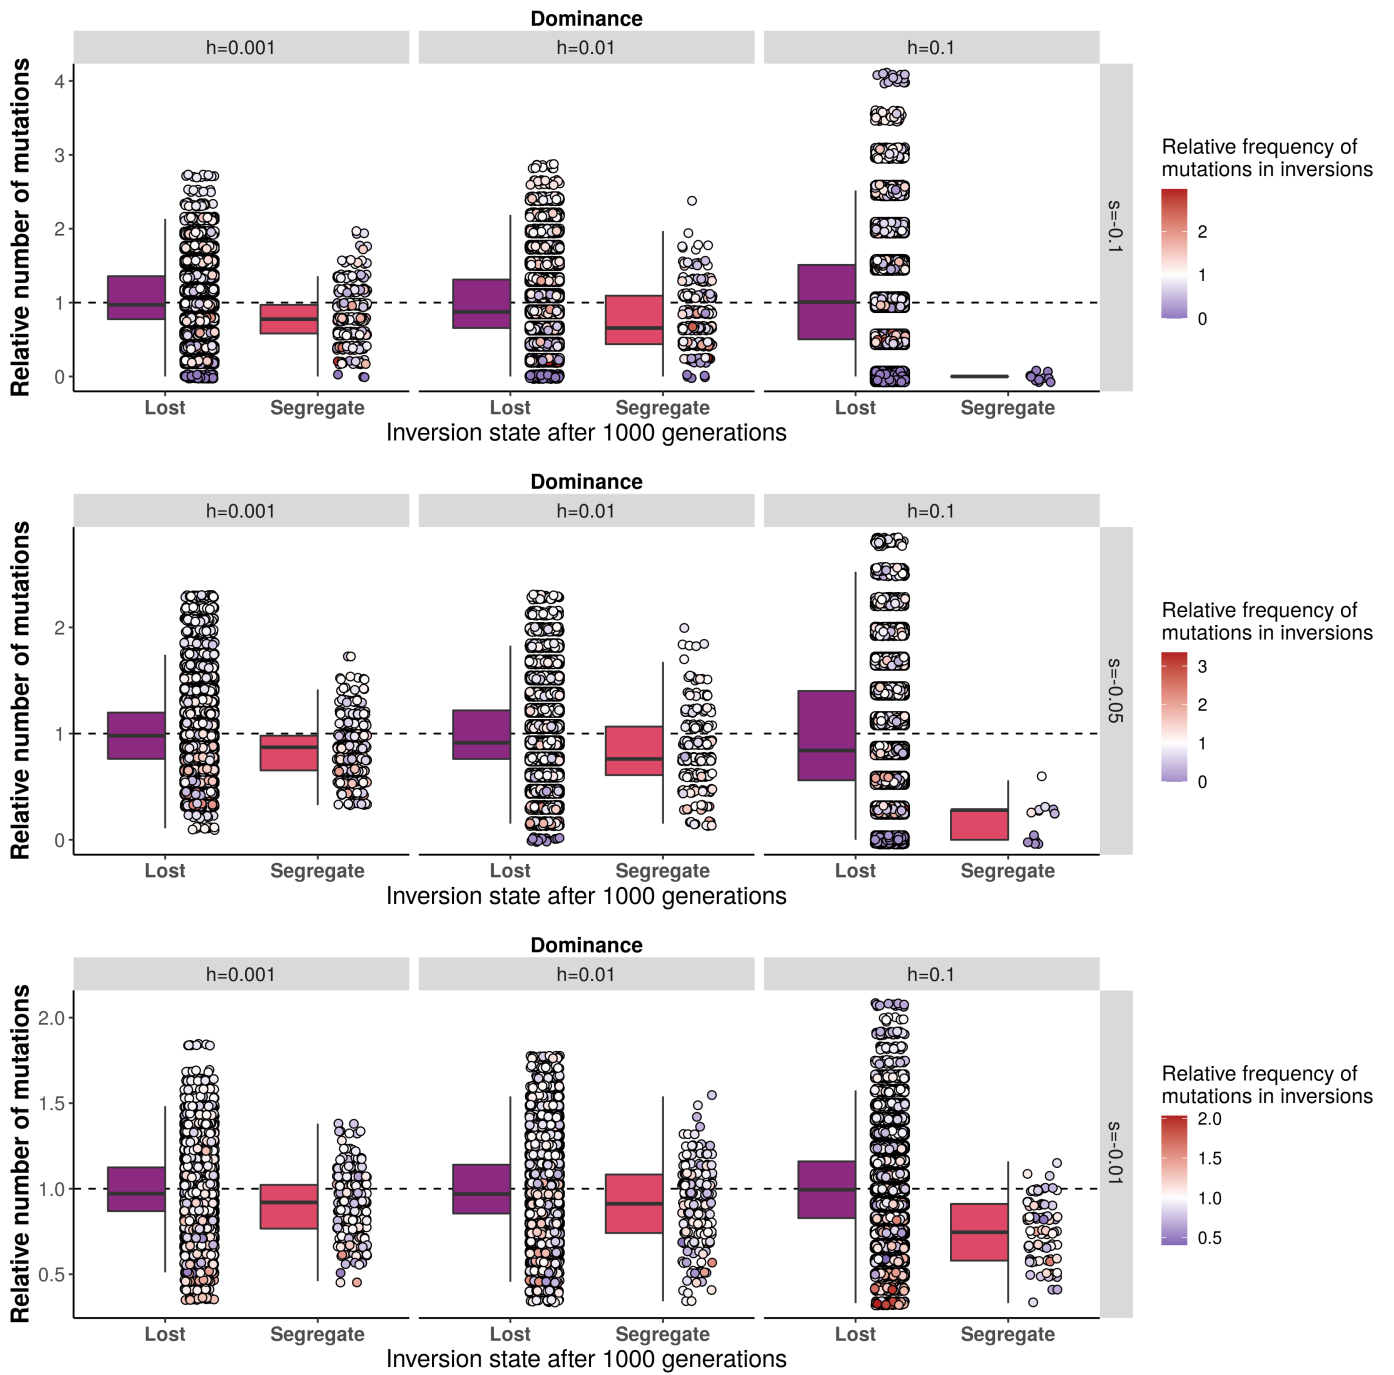 Dominance
h=0.001
h=0.01
h=0.1
Relative number of mutations
4
3
2
1
0
s=-0.1
Lost
Segregate
Lost
Segregate
Lost
Segregate
Inversion state after 1000 generations
Relative frequency of
mutations in inversions
2
1
0
Dominance
h=0.001
h=0.01
h=0.1
Relative number of mutations
2
1
0
s=-0.05
Lost
Segregate
Lost
Segregate
Lost
Segregate
Inversion state after 1000 generations
Relative frequency of
mutations in inversions
3
2
1
0
Dominance
h=0.001
h=0.01
h=0.1
Relative number of mutations
2.0
1.5
1.0
0.5
s=-0.01
Lost
Segregate
Lost
Segregate
Lost
Segregate
Inversion state after 1000 generations
Relative frequency of
mutations in inversions
2.0
1.5
1.0
0.5